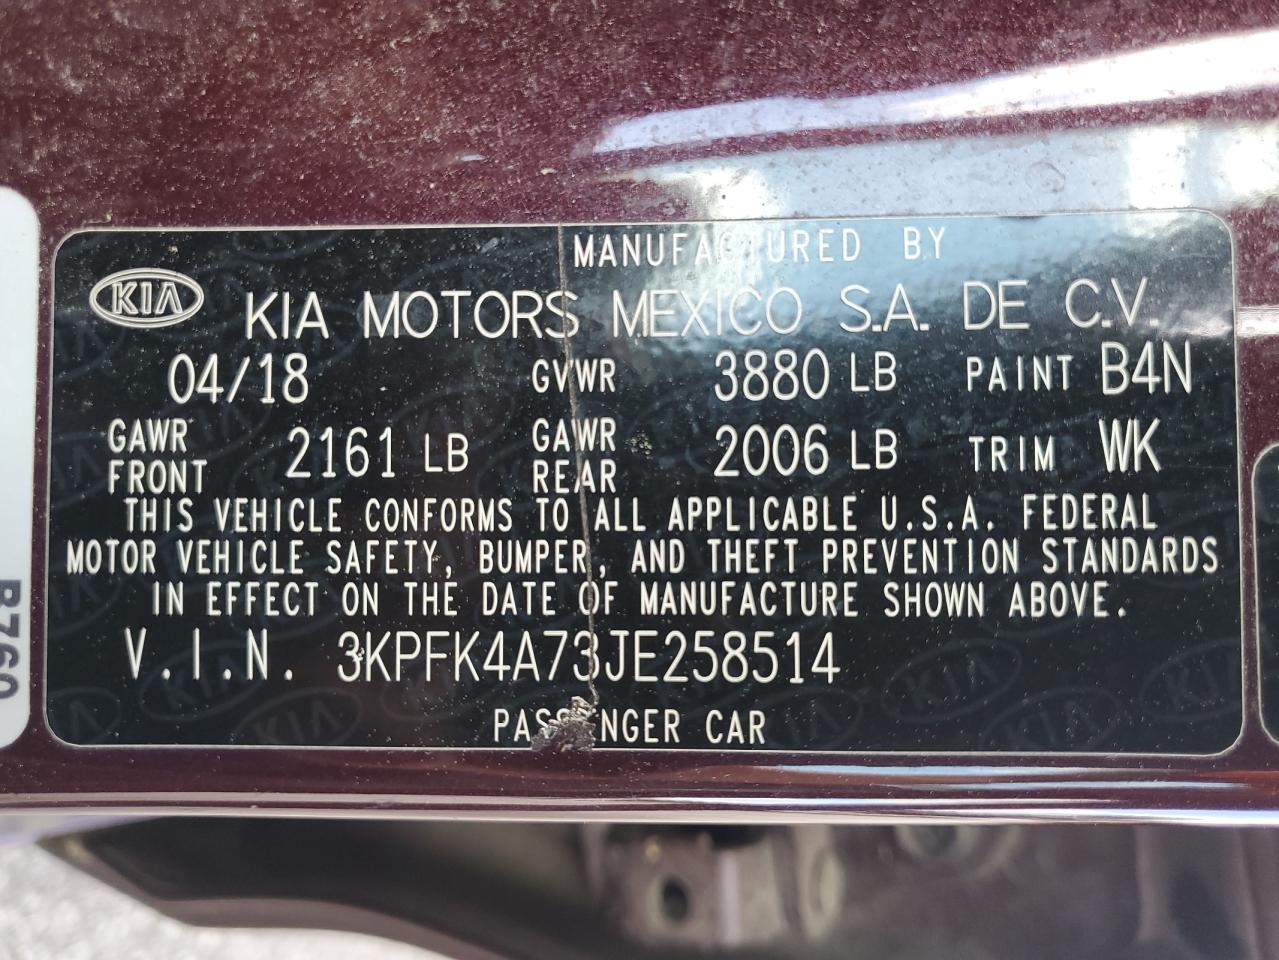 MANUFACTURED BY
KIA KIA MOTORS MEXICO S.A. DE C.V.
04/18 GVWR 3880 LB PAINT B4N
GAWR FRONT 2161 LB GAWR REAR 2006 LB TRIM WK
THIS VEHICLE CONFORMS TO ALL APPLICABLE U.S.A. FEDERAL
MOTOR VEHICLE SAFETY, BUMPER, AND THEFT PREVENTION STANDARDS
IN EFFECT ON THE DATE OF MANUFACTURE SHOWN ABOVE.
V.I.N. 3KPFK4A73JE258514
PASSENGER CAR